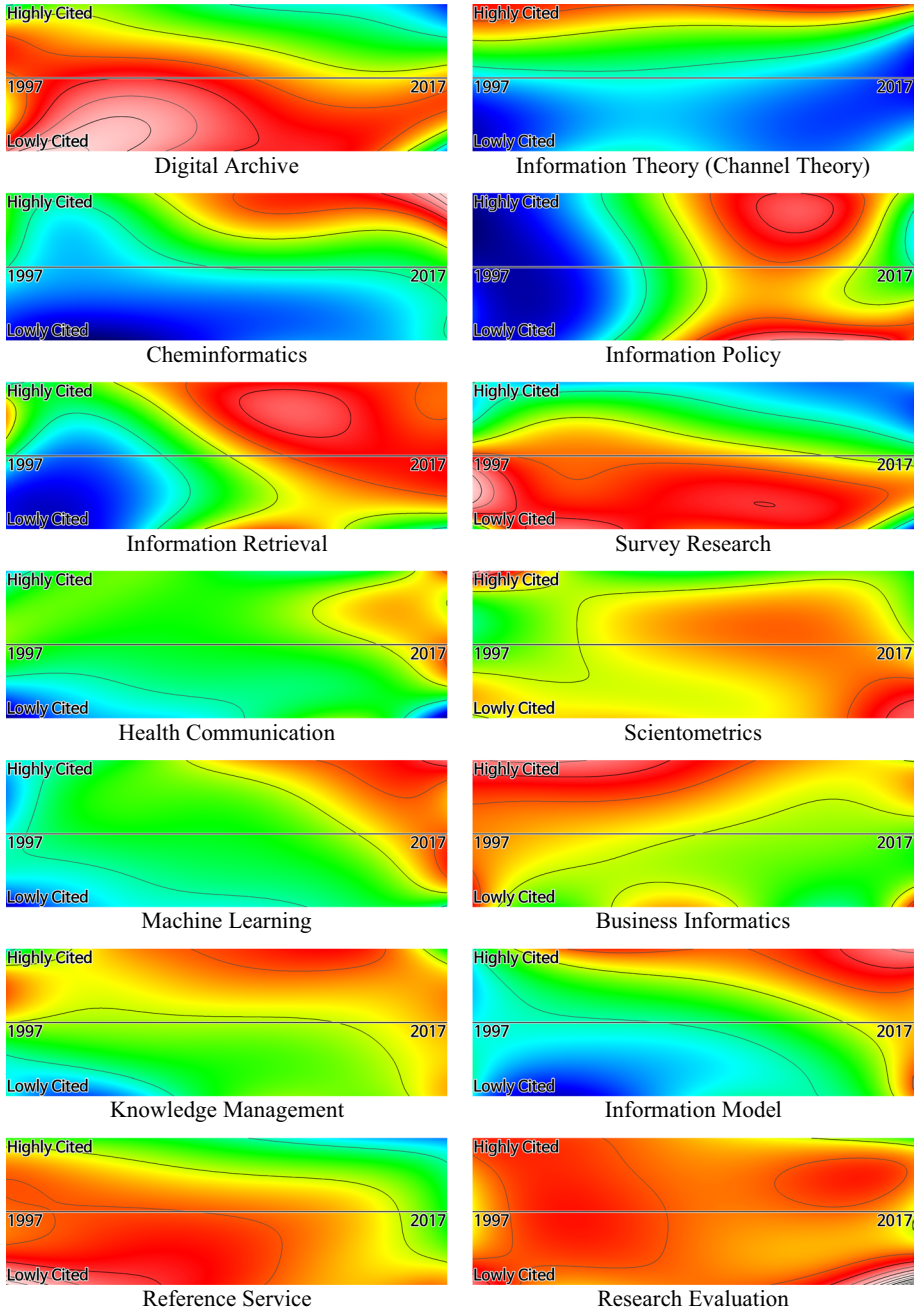 Highly Cited Highly Cited
1997 2017 1997 2017
Lowly Cited Lowly Cited
Digital Archive Information Theory (Channel Theory)
Highly Cited Highly Cited
1997 2017 1997 2017
Lowly Cited Lowly Cited
Cheminformatics Information Policy
Highly Cited Highly Cited
1997 2017 1997 2017
Lowly Cited Lowly Cited
Information Retrieval Survey Research
Highly Cited Highly Cited
1997 2017 1997 2017
Lowly Cited Lowly Cited
Health Communication Scientometrics
Highly Cited Highly Cited
1997 2017 1997 2017
Lowly Cited Lowly Cited
Machine Learning Business Informatics
Highly Cited Highly Cited
1997 2017 1997 2017
Lowly Cited Lowly Cited
Knowledge Management Information Model
Highly Cited Highly Cited
1997 2017 1997 2017
Lowly Cited Lowly Cited
Reference Service Research Evaluation